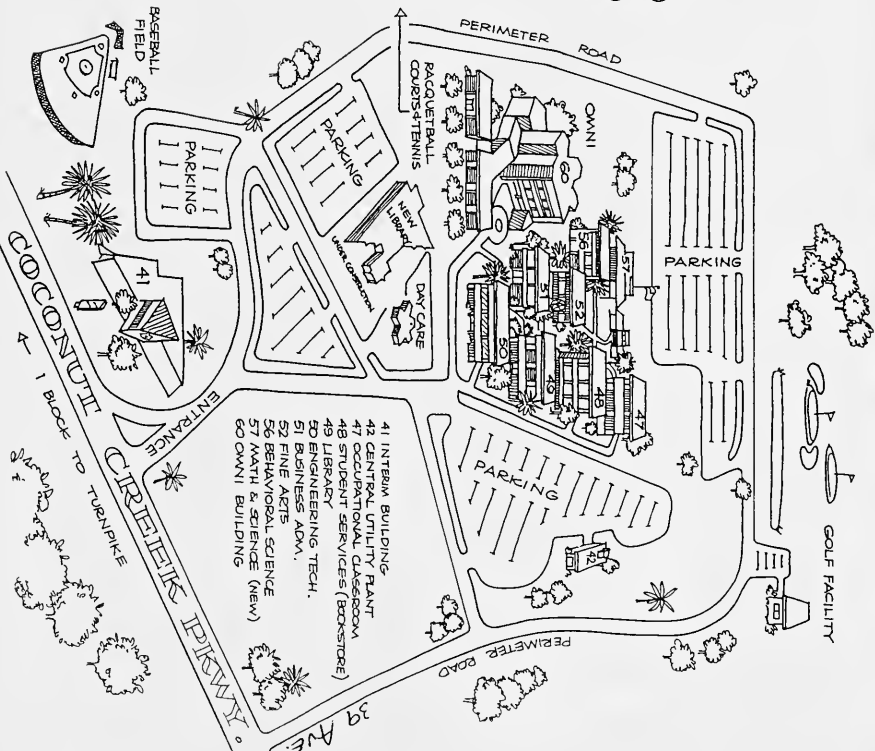 PERIMETER ROAD
BASEBALL
FIELD
RACQUETBALL
COURTS & TENNIS
OMNI
60
PARKING
PARKING
NEW
LIBRARY
UNDER CONSTRUCTION
DAY CARE
56
57
52
5
50
48
47
PARKING
PARKING
42
GOLF FACILITY
41
ENTRANCE
COCONUT CREEK PKWY.
1 BLOCK TO TURNPIKE
PERIMETER ROAD
39 AVE.
41 INTERIM BUILDING
42 CENTRAL UTILITY PLANT
47 OCCUPATIONAL CLASSROOM
48 STUDENT SERVICES (BOOKSTORE)
49 LIBRARY
50 ENGINEERING TECH.
51 BUSINESS ADM.
52 FINE ARTS
56 BEHAVIORAL SCIENCE
57 MATH & SCIENCE (NEW)
60 OMNI BUILDING